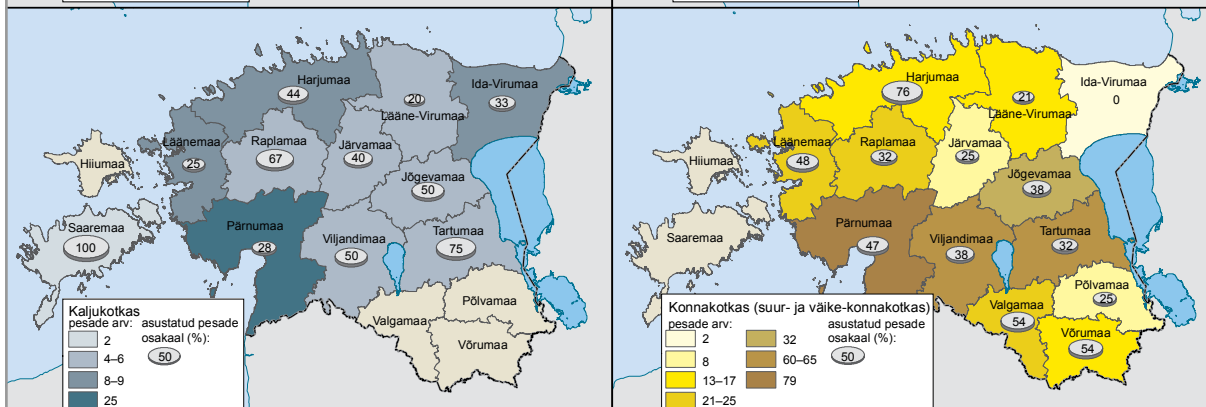 Harjumaa
44
Ida-Virumaa
33
20
Lääne-Virumaa
Läänemaa
25
Raplamaa
67
Järvamaa
40
Hiiumaa
Jõgevamaa
50
Saaremaa
100
Pärnumaa
28
Viljandimaa
50
Tartumaa
75
Põlvamaa
Valgamaa
Võrumaa
Kaljukotkas
pesade arv:
asustatud pesade
osakaal (%):
2
4–6
8–9
25
50
Harjumaa
76
Ida-Virumaa
0
21
Lääne-Virumaa
Läänemaa
48
Raplamaa
32
Järvamaa
25
Hiiumaa
Jõgevamaa
38
Saaremaa
Pärnumaa
47
Viljandimaa
38
Tartumaa
32
Põlvamaa
25
Valgamaa
54
Võrumaa
54
Konnakotkas (suur- ja väike-konnakotkas)
pesade arv:
asustatud pesade
osakaal (%):
2
8
13–17
21–25
32
60–65
79
50